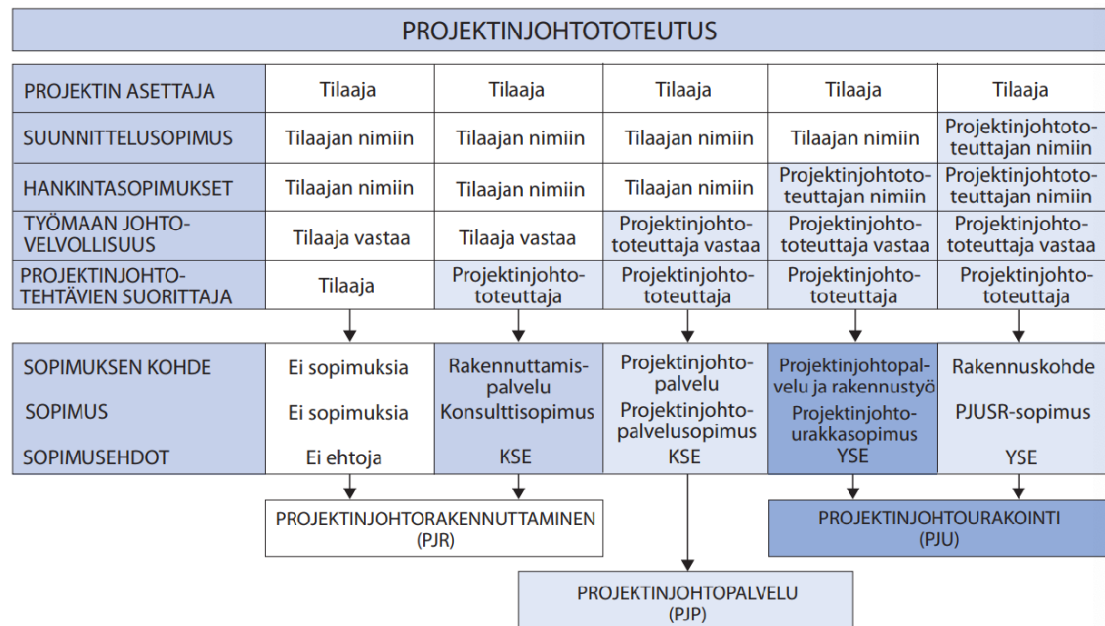 PROJEKTINJOHTOTOTEUTUS
PROJEKTIN ASETTAJA Tilaaja Tilaaja Tilaaja Tilaaja Tilaaja
SUUNNITTELUSOPIMUS Tilaajan nimiin Tilaajan nimiin Tilaajan nimiin Tilaajan nimiin Projektinjohtoto-
teuttajan nimiin
HANKINTASOPIMUKSET Tilaajan nimiin Tilaajan nimiin Tilaajan nimiin Projektinjohtoto-
teuttajan nimiin
Projektinjohtoto-
teuttajan nimiin
TYÖMAAN JOHTO-
VELVOLLISUUS
Tilaaja vastaa Tilaaja vastaa Projektinjohto-
toteuttaja vastaa
Projektinjohto-
toteuttaja vastaa
Projektinjohto-
toteuttaja vastaa
PROJEKTINJOHTO-
TEHTÄVIEN SUORITTAJA
Tilaaja
Projektinjohto-
toteuttaja
Projektinjohto-
toteuttaja
Projektinjohto-
toteuttaja
Projektinjohto-
toteuttaja
SOPIMUKSEN KOHDE Ei sopimuksia Rakennuttamis-
palvelu
Projektinjohto-
palvelu
Projektinjohtopal-
velu ja rakennustyö
Rakennuskohde
SOPIMUS Ei sopimuksia Konsulttisopimus Projektinjohto-
palvelusopimus
Projektinjohto-
urakkasopimus
PJUSR-sopimus
SOPIMUSEHDOT Ei ehtoja KSE KSE YSE YSE
PROJEKTINJOHTORAKENNUTTAMINEN
(PJR)
PROJEKTINJOHTOURAKOINTI
(PJU)
PROJEKTINJOHTOPALVELU
(PJP)